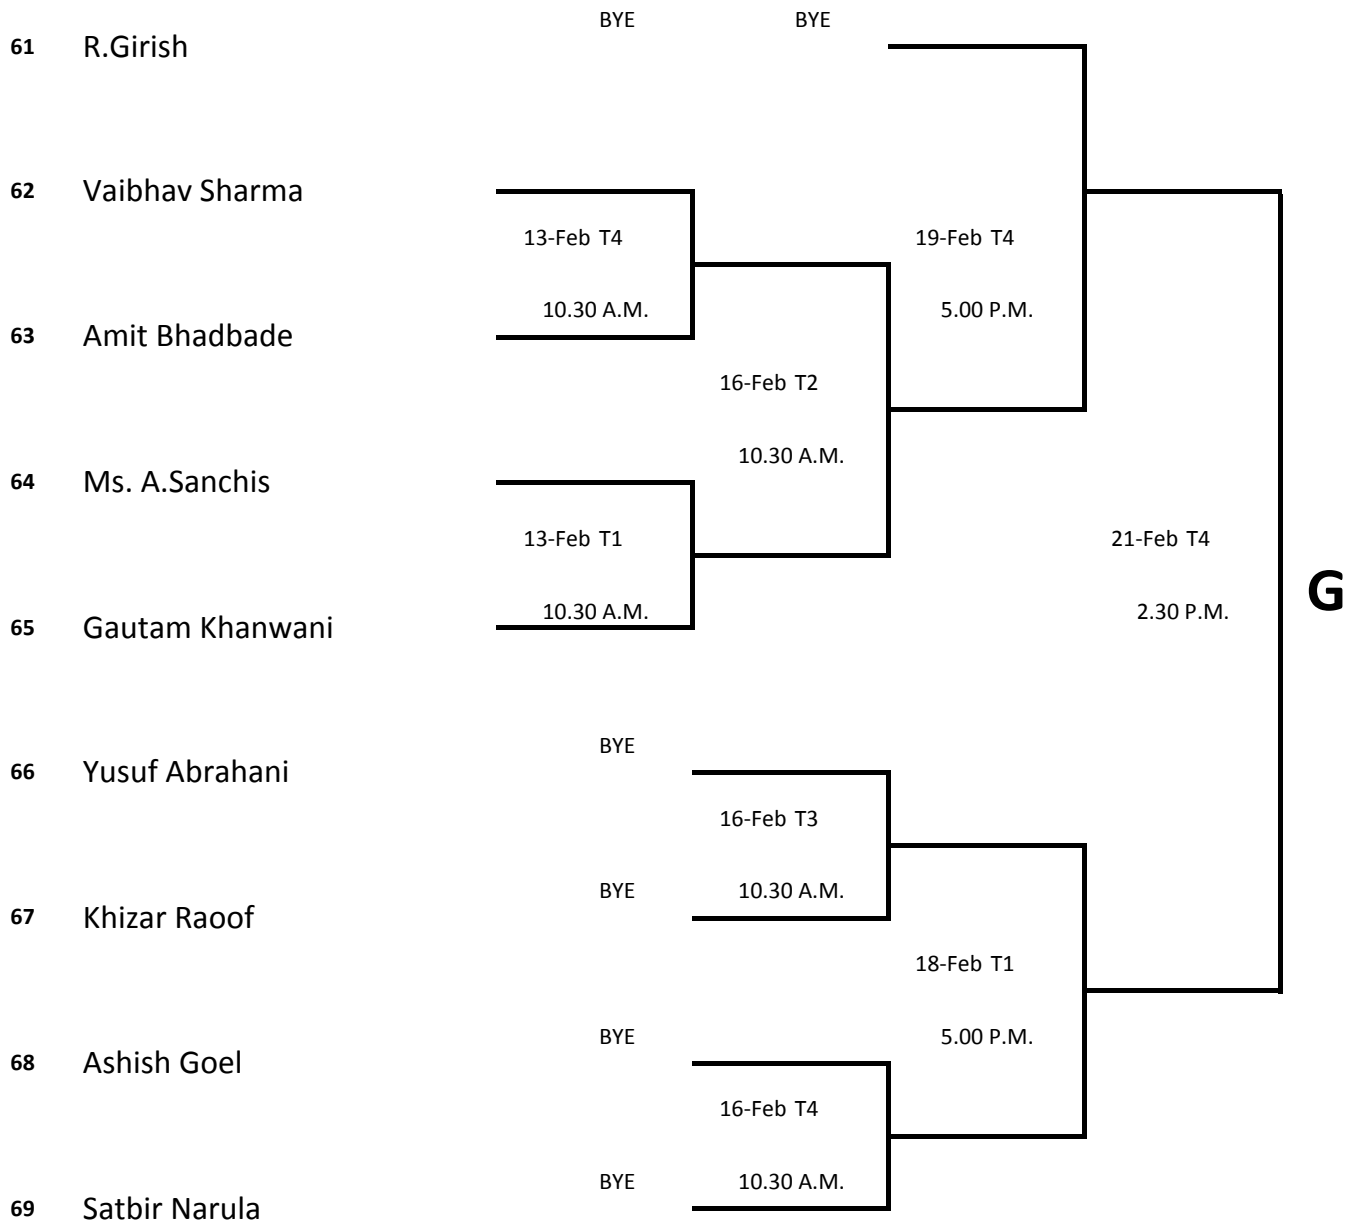 BYE BYE
61 R.Girish
62 Vaibhav Sharma
13-Feb T4 19-Feb T4
10.30 A.M. 5.00 P.M.
63 Amit Bhadbade
16-Feb T2
10.30 A.M.
64 Ms. A.Sanchis
13-Feb T1 21-Feb T4
G
10.30 A.M. 2.30 P.M.
65 Gautam Khanwani
BYE
66 Yusuf Abrahani
16-Feb T3
BYE 10.30 A.M.
67 Khizar Raoof
18-Feb T1
BYE 5.00 P.M.
68 Ashish Goel
16-Feb T4
BYE 10.30 A.M.
69 Satbir Narula